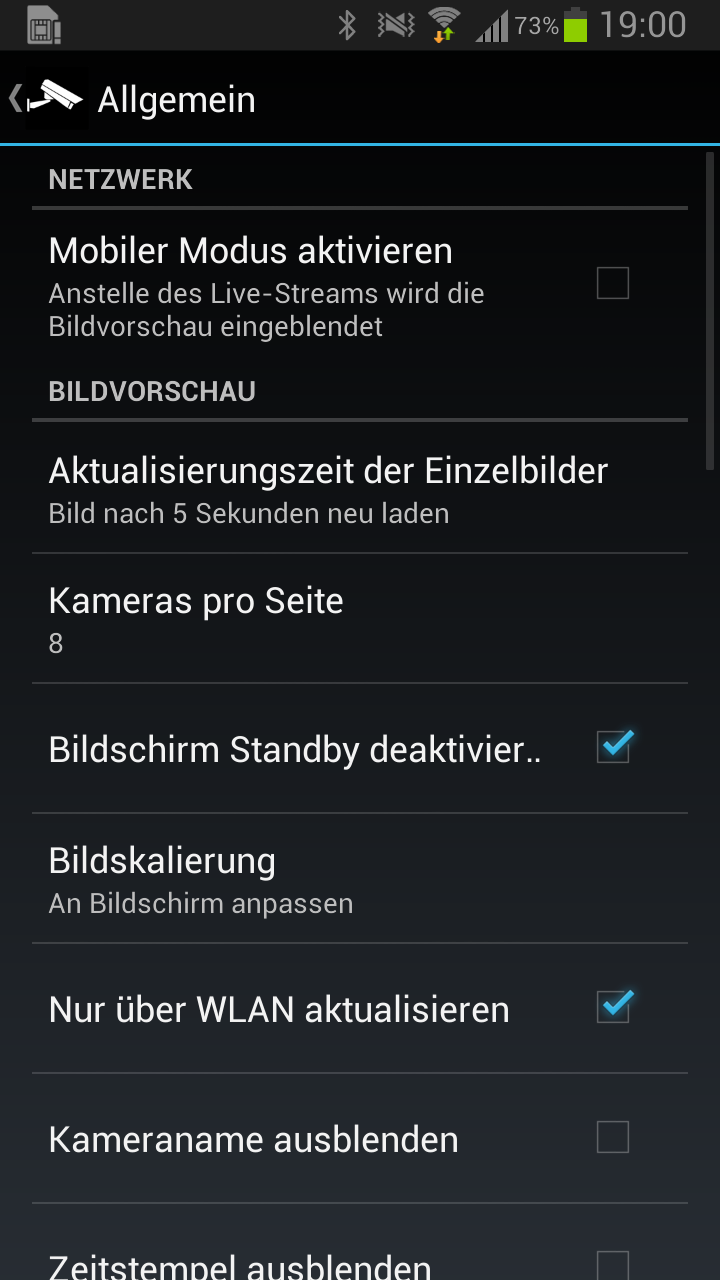 73% 19:00
Allgemein
NETZWERK
Mobiler Modus aktivieren
Anstelle des Live-Streams wird die
Bildvorschau eingeblendet
BILDVORSCHAU
Aktualisierungszeit der Einzelbilder
Bild nach 5 Sekunden neu laden
Kameras pro Seite
8
Bildschirm Standby deaktivier..
Bildskalierung
An Bildschirm anpassen
Nur über WLAN aktualisieren
Kameraname ausblenden
Zeitstempel ausblenden